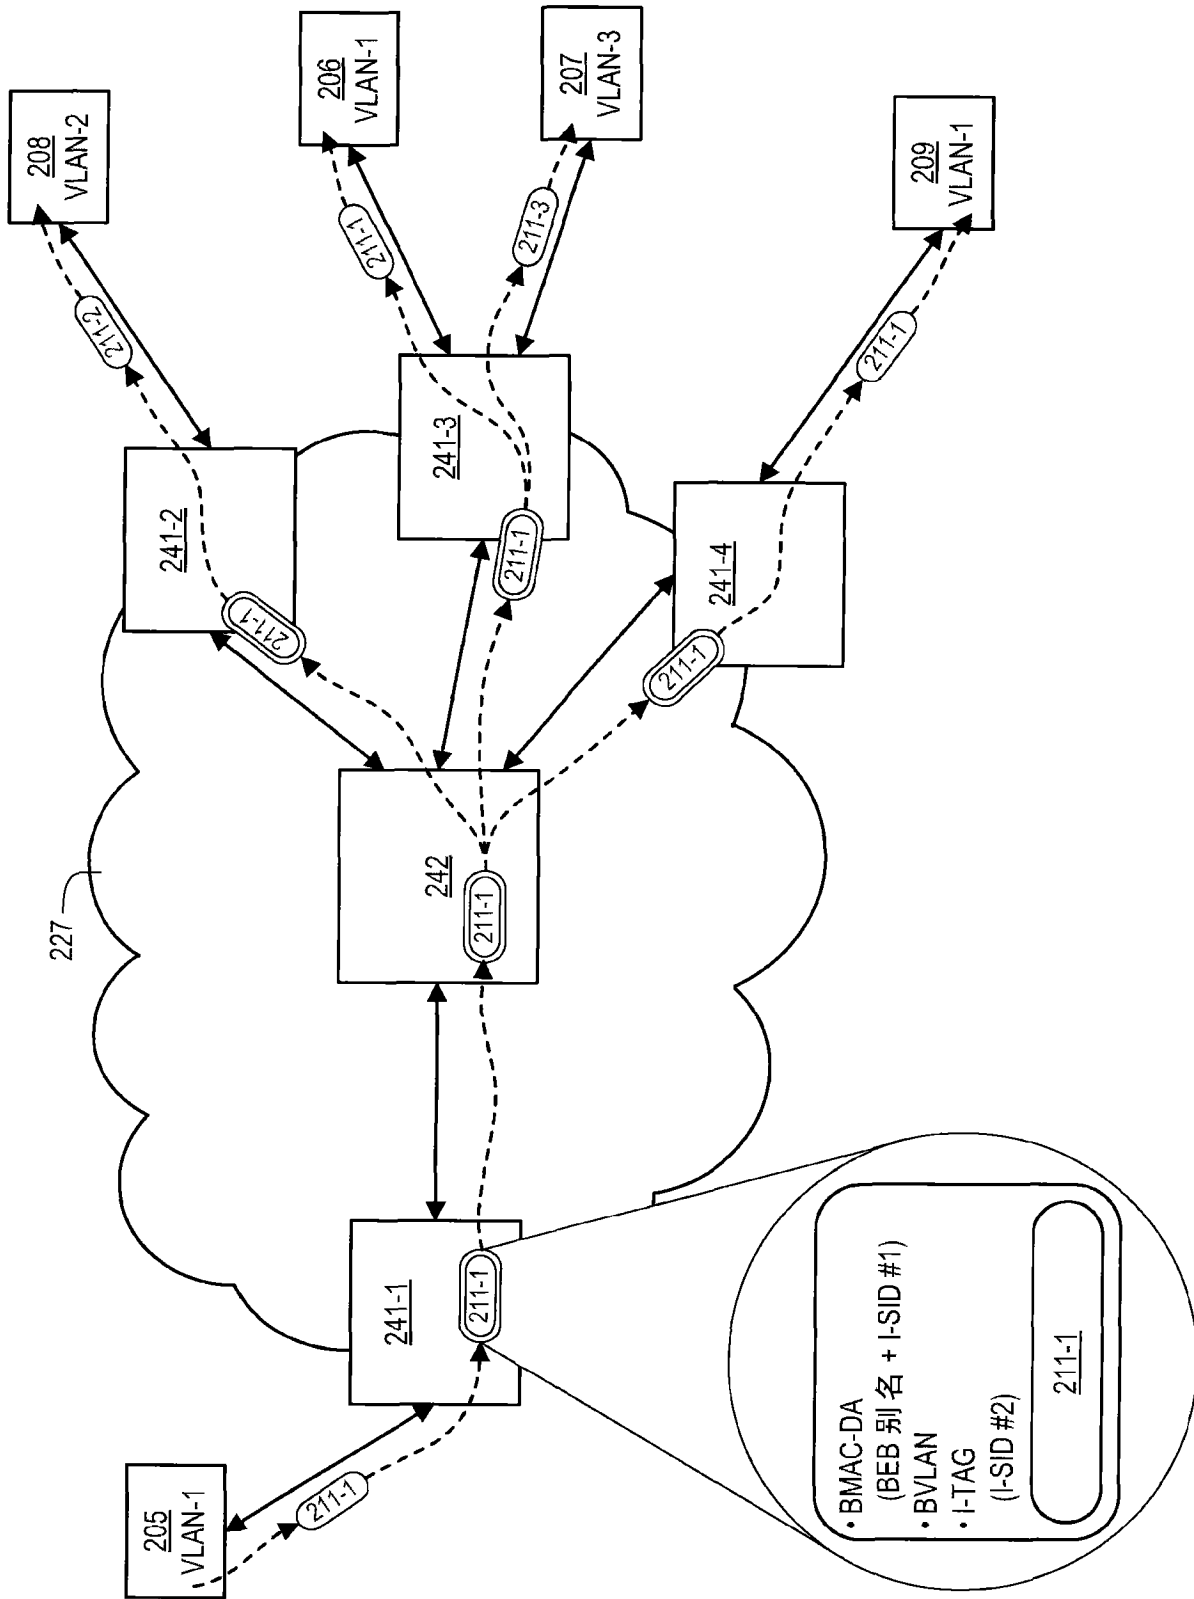 227
205
VLAN-1
211-1
241-1
211-1
242
211-1
241-2
211-1
211-2
208
VLAN-2
241-3
211-1
211-1
206
VLAN-1
211-3
207
VLAN-3
241-4
211-1
211-1
209
VLAN-1
• BMAC-DA
(BEB 别名 + I-SID #1)
• BVLAN
• I-TAG
(I-SID #2)
211-1